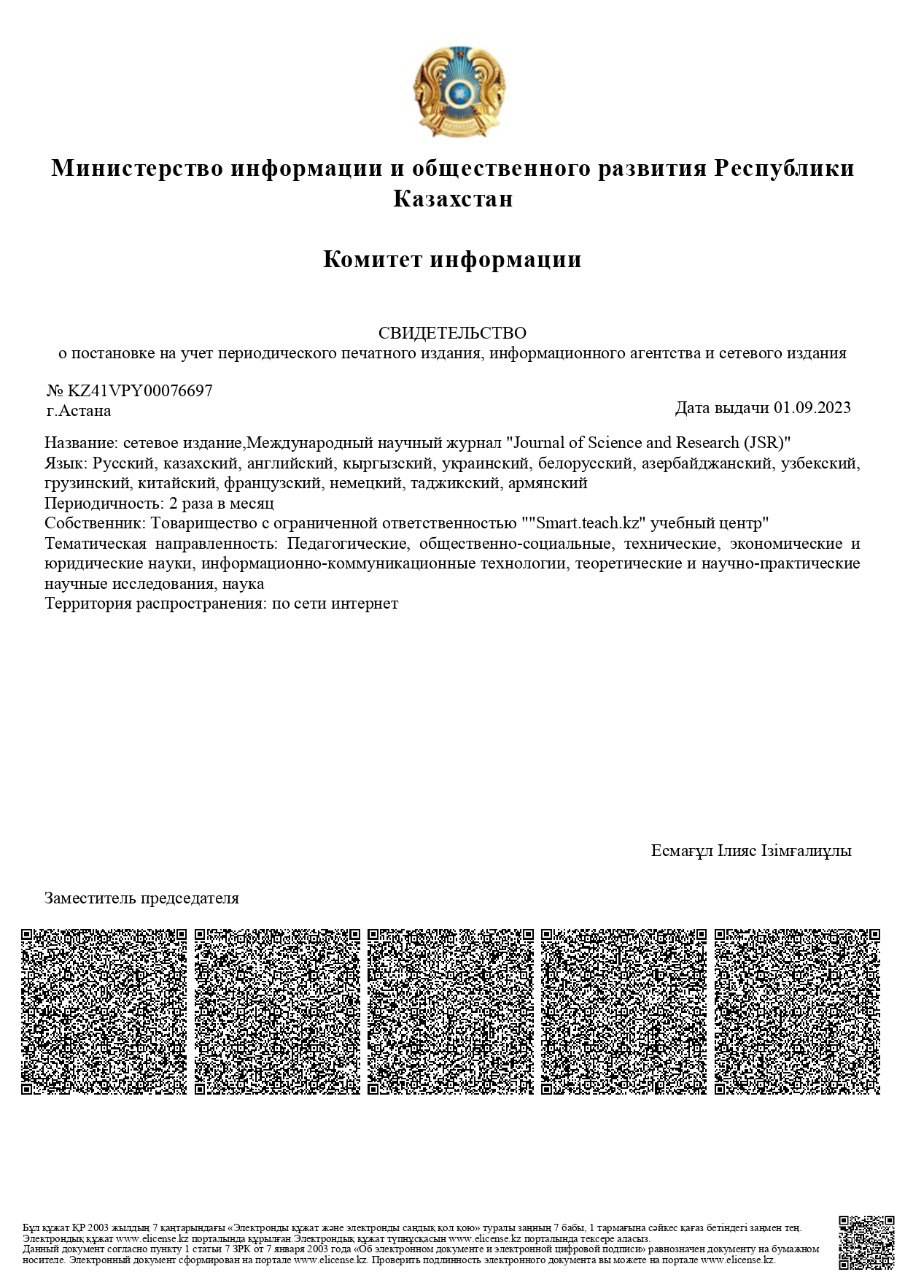 Министерство информации и общественного развития Республики
Казахстан
Комитет информации
СВИДЕТЕЛЬСТВО
о постановке на учет периодического печатного издания, информационного агентства и сетевого издания
№ KZ41VPY00076697
г.Астана
Дата выдачи 01.09.2023
Название: сетевое издание,Международный научный журнал "Journal of Science and Research (JSR)"
Язык: Русский, казахский, английский, кыргызский, украинский, белорусский, азербайджанский, узбекский,
грузинский, китайский, французский, немецкий, таджикский, армянский
Периодичность: 2 раза в месяц
Собственник: Товарищество с ограниченной ответственностью ""Smart.teach.kz" учебный центр"
Тематическая направленность: Педагогические, общественно-социальные, технические, экономические и
юридические науки, информационно-коммуникационные технологии, теоретические и научно-практические
научные исследования, наука
Территория распространения: по сети интернет
Есмағұл Ілияс Ізімғалиұлы
Заместитель председателя
Бұл құжат ҚР 2003 жылдың 7 қаңтарындағы «Электронды құжат және электронды сандық қол қою» туралы заңның 7 бабы, 1 тармағына сәйкес қағаз бетіндегі заңмен тең.
Электрондық құжат www.elicense.kz порталында құрылған.Электрондық құжат түпнұсқасын www.elicense.kz порталында тексере аласыз.
Данный документ согласно пункту 1 статьи 7 ЗРК от 7 января 2003 года «Об электронном документе и электронной цифровой подписи» равнозначен документу на бумажном
носителе. Электронный документ сформирован на портале www.elicense.kz. Проверить подлинность электронного документа вы можете на портале www.elicense.kz.